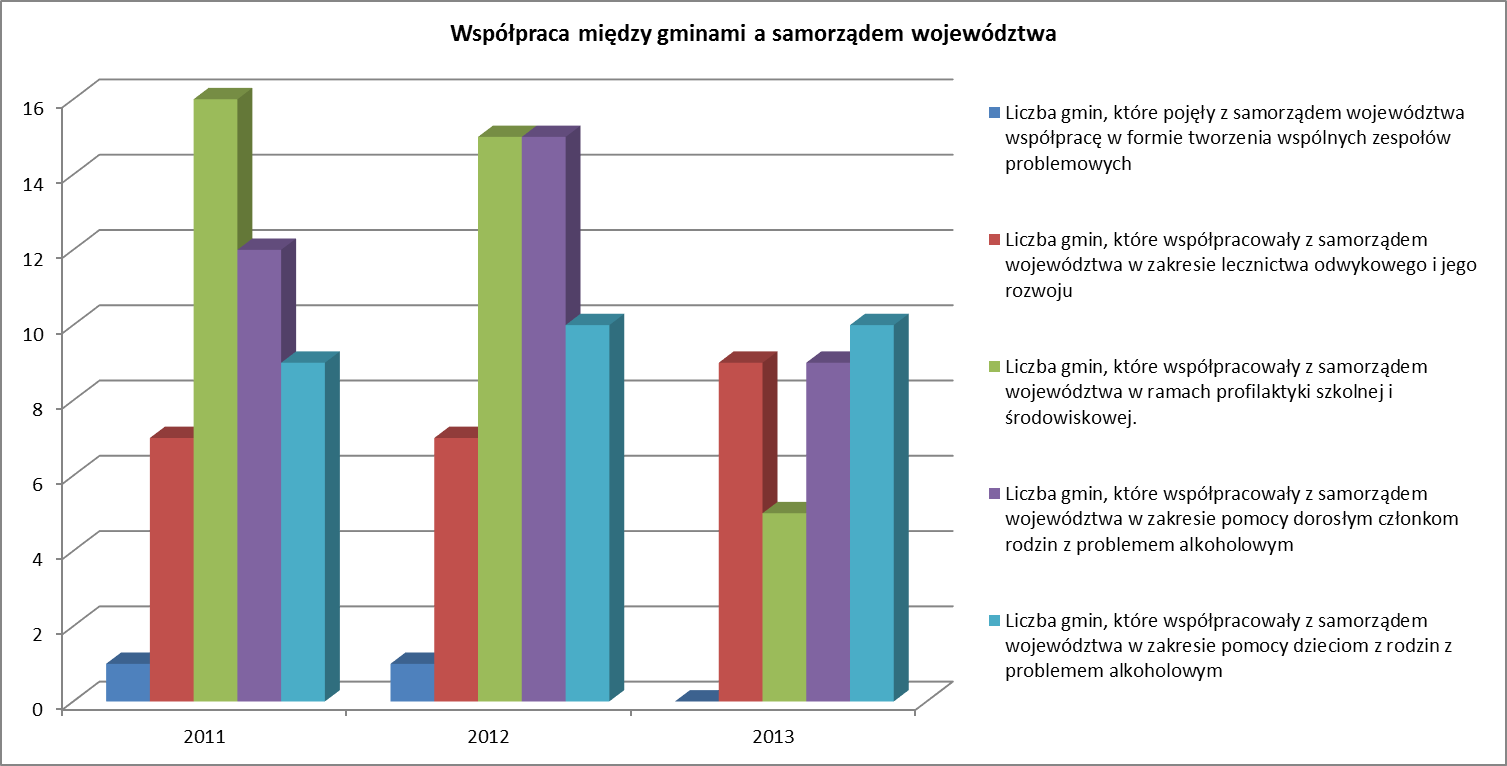 Współpraca między gminami a samorządem województwa
16
14
12
10
8
6
4
2
0
2011
2012
2013
Liczba gmin, które pojęły z samorządem województwa
współpracę w formie tworzenia wspólnych zespołów
problemowych
Liczba gmin, które współpracowały z samorządem
województwa w zakresie lecznictwa odwykowego i jego
rozwoju
Liczba gmin, które współpracowały z samorządem
województwa w ramach profilaktyki szkolnej i
środowiskowej.
Liczba gmin, które współpracowały z samorządem
województwa w zakresie pomocy dorosłym członkom
rodzin z problemem alkoholowym
Liczba gmin, które współpracowały z samorządem
województwa w zakresie pomocy dzieciom z rodzin z
problemem alkoholowym